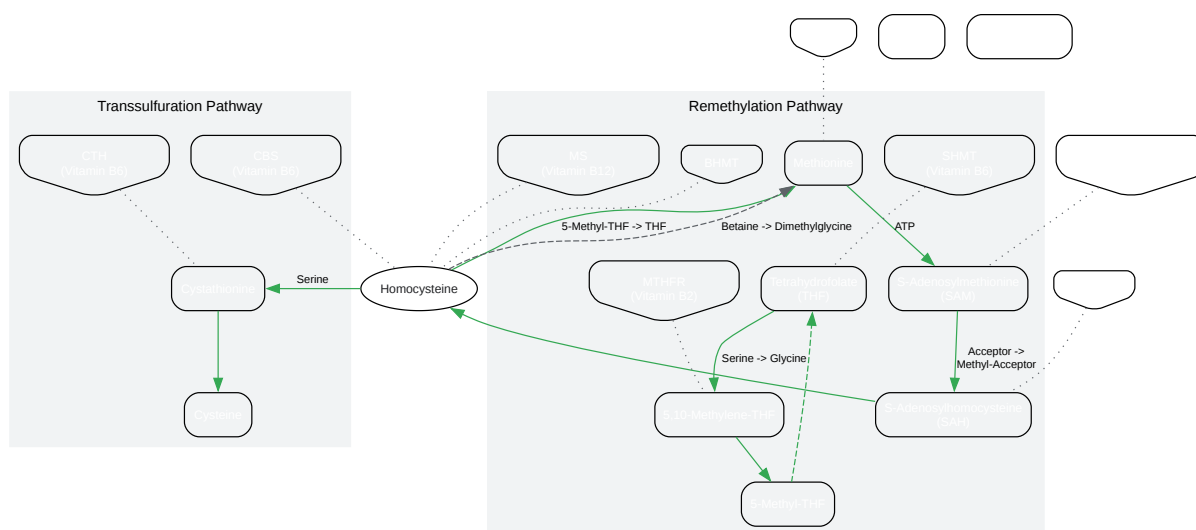 Transsulfuration Pathway
Remethylation Pathway
CTH
(Vitamin B6)
CBS
(Vitamin B6)
MS
(Vitamin B12)
BHMT
Methionine
SHMT
(Vitamin B6)
5-Methyl-THF -> THF
Betaine -> Dimethylglycine
ATP
Serine
Cystathionine
Homocysteine
MTHFR
(Vitamin B2)
Tetrahydrofolate
(THF)
S-Adenosylmethionine
(SAM)
Serine -> Glycine
Acceptor ->
Methyl-Acceptor
Cysteine
5,10-Methylene-THF
S-Adenosylhomocysteine
(SAH)
5-Methyl-THF